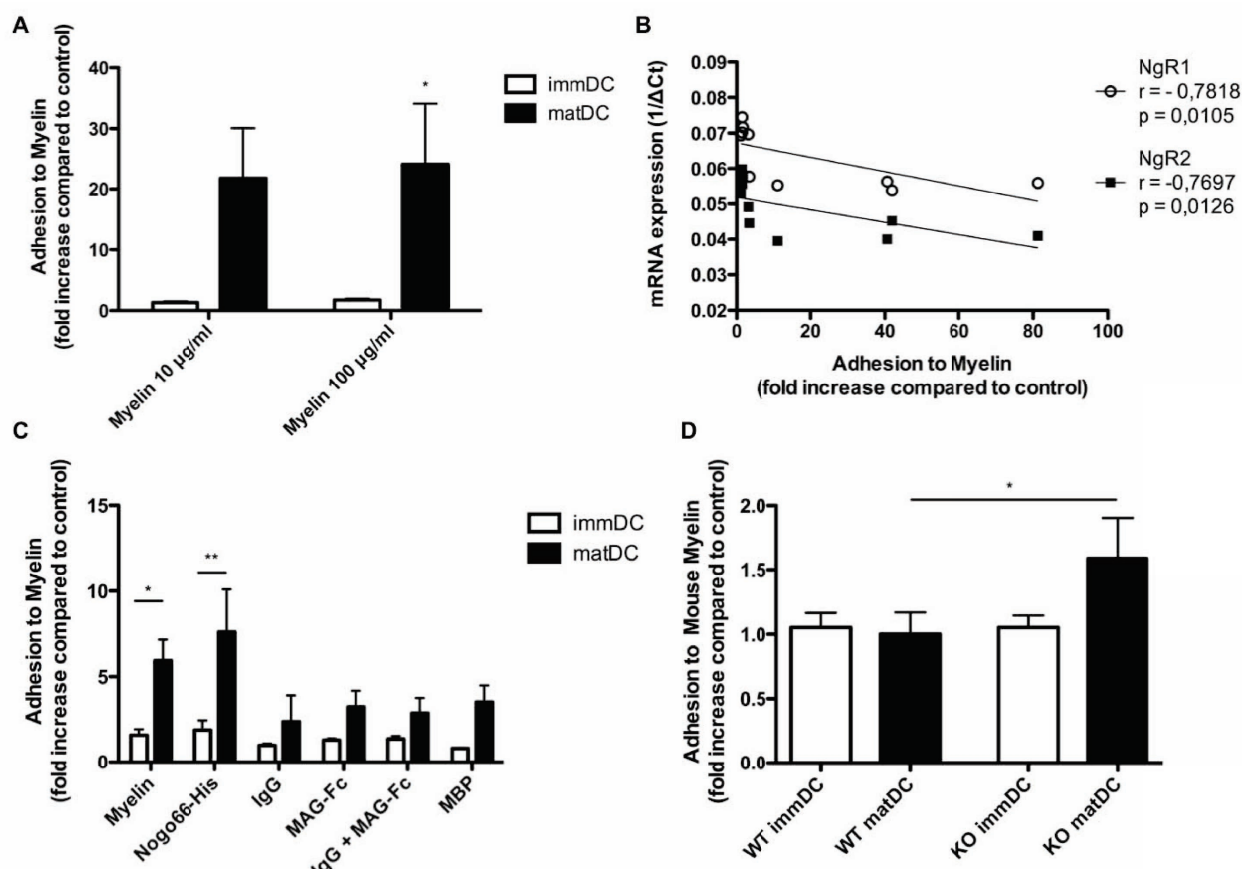 A
Adhesion to Myelin
(fold increase compared to control)
40
30
20
10
0
Myelin 10 µg/ml
Myelin 100 µg/ml
*
immDC
matDC
B
mRNA expression (1/ΔCt)
0.09
0.08
0.07
0.06
0.05
0.04
0.03
0.02
0
20
40
60
80
100
Adhesion to Myelin
(fold increase compared to control)
NgR1
r = - 0,7818
p = 0,0105
NgR2
r = -0,7697
p = 0,0126
C
Adhesion to Myelin
(fold increase compared to control)
15
10
5
0
*
**
Myelin
Nogo66-His
IgG
MAG-Fc
IgG + MAG-Fc
MBP
immDC
matDC
D
Adhesion to Mouse Myelin
(fold increase compared to control)
2.0
1.5
1.0
0.5
0.0
*
WT immDC
WT matDC
KO immDC
KO matDC